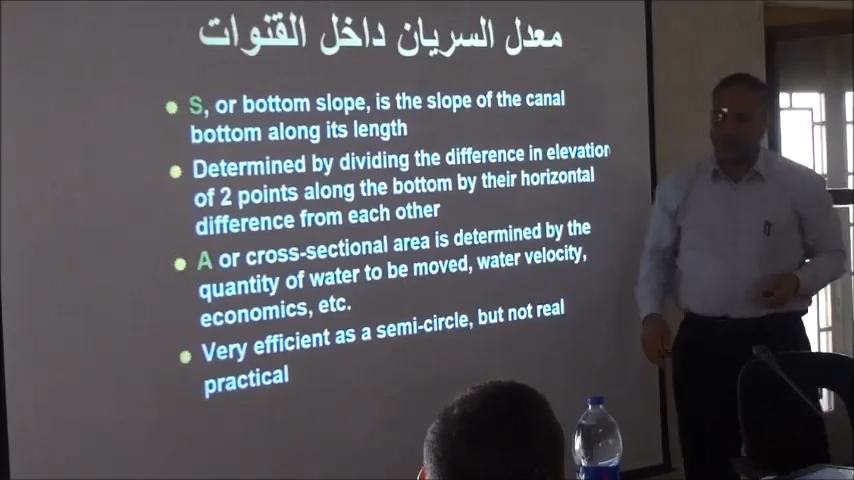 معدل السريان داخل القنوات
S, or bottom slope, is the slope of the canal
bottom along its length
Determined by dividing the difference in elevation
of 2 points along the bottom by their horizontal
difference from each other
A or cross-sectional area is determined by the
quantity of water to be moved, water velocity,
economics, etc.
Very efficient as a semi-circle, but not real
practical